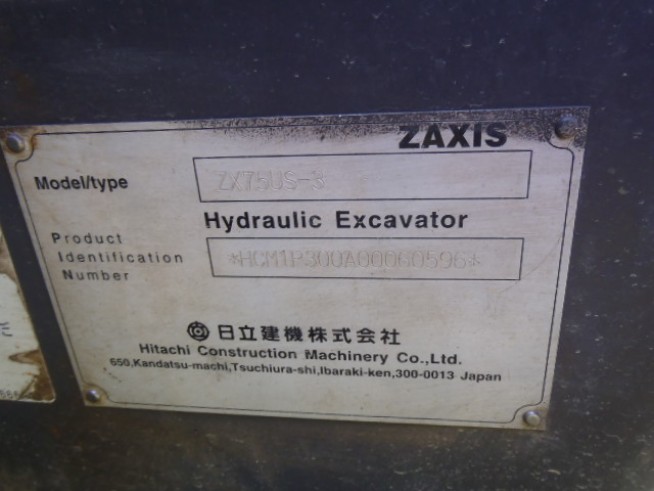 ZAXIS
Model/type ZX75US-3
Hydraulic Excavator
Product
Identification
Number
*HCM1P300A00060596*
日立建機株式会社
Hitachi Construction Machinery Co.,Ltd.
650,Kandatsu-machi,Tsuchiura-shi,Ibaraki-ken,300-0013 Japan